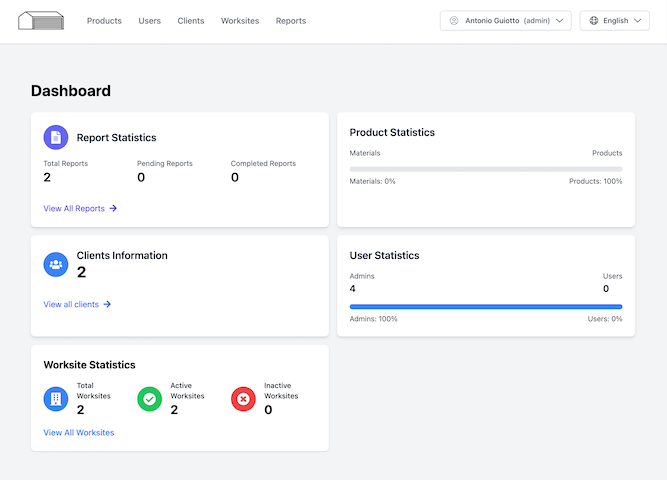 Products Users Clients Worksites Reports Antonio Guiotto (admin) English
Dashboard
Report Statistics
Total Reports Pending Reports Completed Reports
2 0 0
View All Reports
Product Statistics
Materials Products
Materials: 0% Products: 100%
Clients Information
2
View all clients
User Statistics
Admins Users
4 0
Admins: 100% Users: 0%
Worksite Statistics
Total Worksites
2
Active Worksites
2
Inactive Worksites
0
View All Worksites